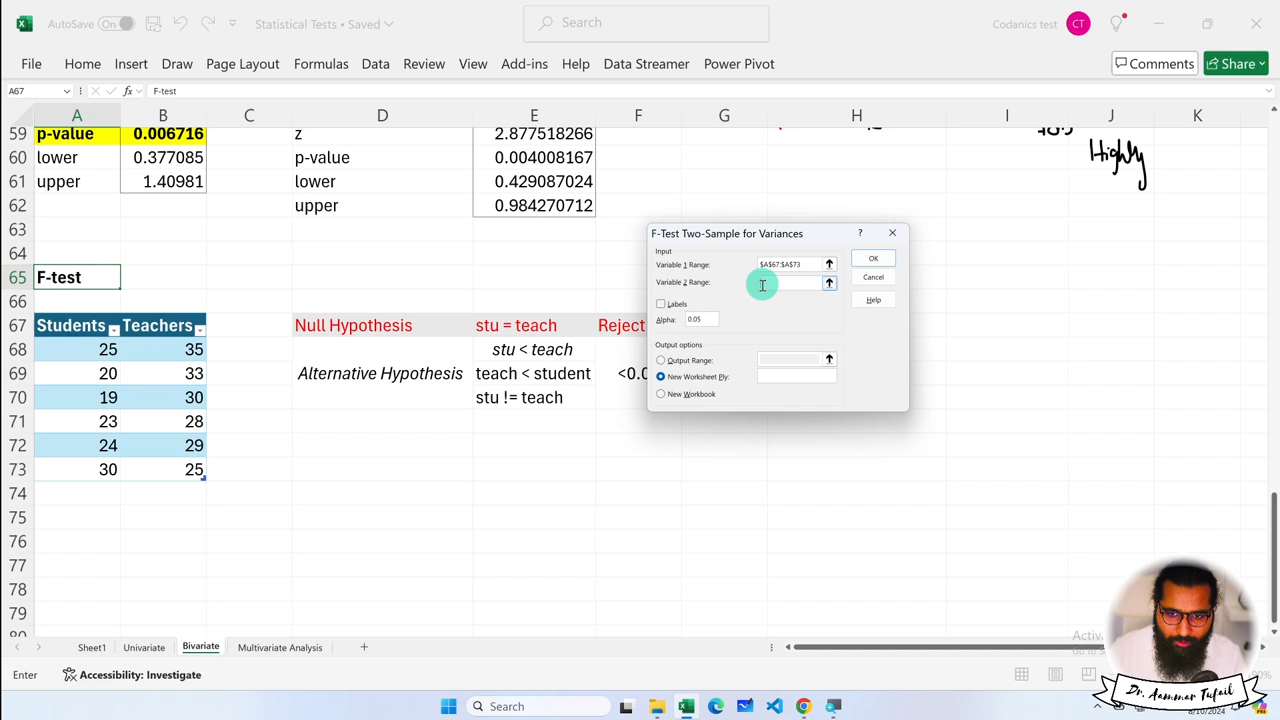 AutoSave On Statistical Tests • Saved Search Codanics test CT
File Home Insert Draw Page Layout Formulas Data Review View Add-ins Help Data Streamer Power Pivot Comments Share
A67 fx F-test
A B C D E F G H I J K
59 p-value 0.006716 z 2.877518266
60 lower 0.377085 p-value 0.004008167 Highly
61 upper 1.40981 lower 0.429087024
62 upper 0.984270712
63
64
65 F-test
66
67 Students Teachers Null Hypothesis stu = teach Reject
68 25 35 stu < teach
69 20 33 Alternative Hypothesis teach < student <0.0
70 19 30 stu != teach
71 23 28
72 24 29
73 30 25
74
75
76
77
78
79
80
F-Test Two-Sample for Variances ?
Input
Variable 1 Range: $A$67:$A$73 OK
Variable 2 Range: Cancel
Labels Help
Alpha: 0.05
Output options
Output Range:
New Worksheet Ply:
New Workbook
Sheet1 Univariate Bivariate Multivariate Analysis
Enter Accessibility: Investigate
Search
Dr. Aammar Tufail
8/10/2024